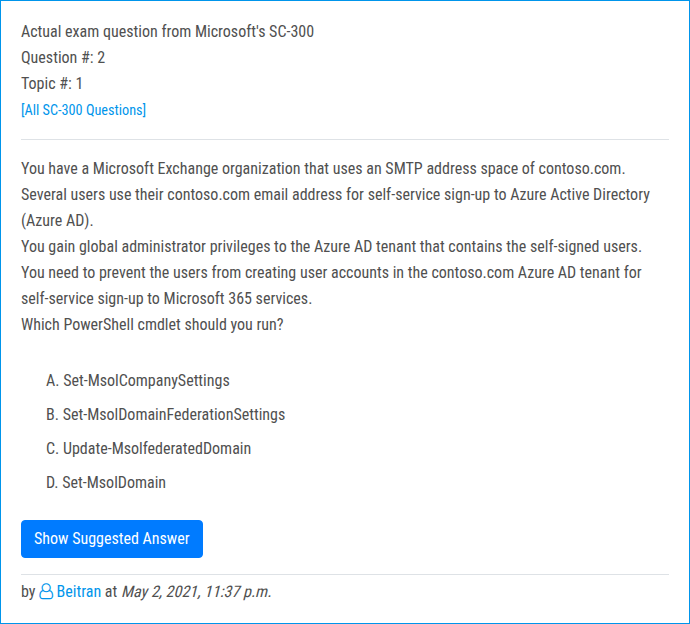 Actual exam question from Microsoft's SC-300
Question #: 2
Topic #: 1
[All SC-300 Questions]
You have a Microsoft Exchange organization that uses an SMTP address space of contoso.com.
Several users use their contoso.com email address for self-service sign-up to Azure Active Directory
(Azure AD).
You gain global administrator privileges to the Azure AD tenant that contains the self-signed users.
You need to prevent the users from creating user accounts in the contoso.com Azure AD tenant for
self-service sign-up to Microsoft 365 services.
Which PowerShell cmdlet should you run?
A. Set-MsolCompanySettings
B. Set-MsolDomainFederationSettings
C. Update-MsolfederatedDomain
D. Set-MsolDomain
Show Suggested Answer
by Beitran at May 2, 2021, 11:37 p.m.